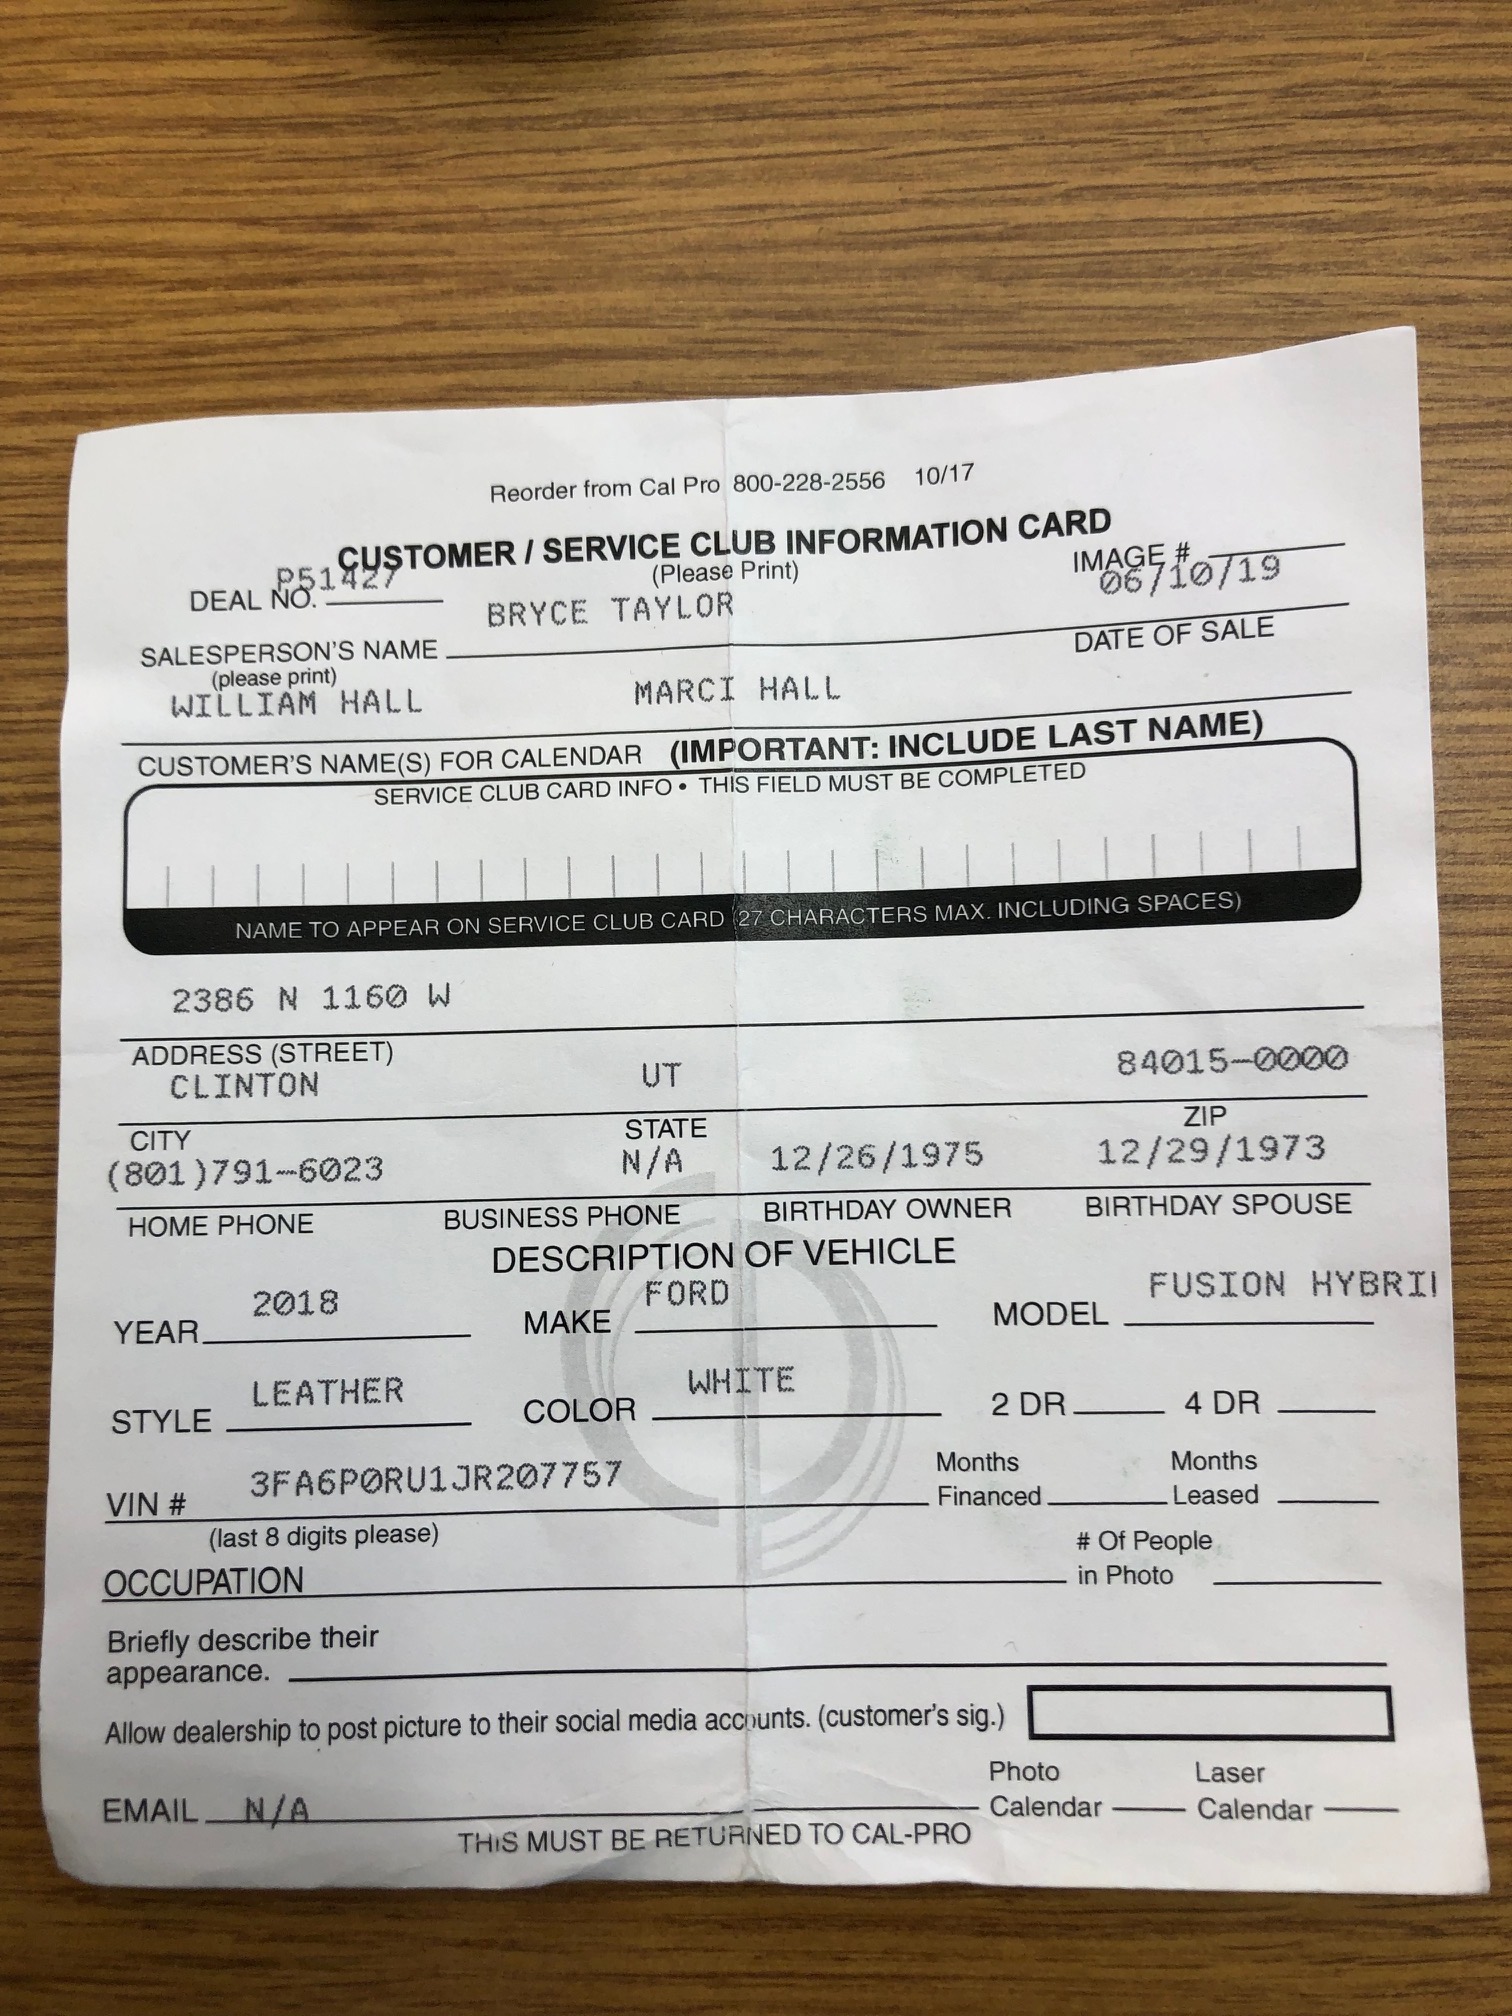 Reorder from Cal Pro 800-228-2556 10/17
CUSTOMER / SERVICE CLUB INFORMATION CARD
(Please Print)
DEAL NO. P51427
IMAGE #
06/10/19
BRYCE TAYLOR
SALESPERSON'S NAME
(please print)
DATE OF SALE
WILLIAM HALL MARCI HALL
CUSTOMER'S NAME(S) FOR CALENDAR (IMPORTANT: INCLUDE LAST NAME)
SERVICE CLUB CARD INFO • THIS FIELD MUST BE COMPLETED
NAME TO APPEAR ON SERVICE CLUB CARD (27 CHARACTERS MAX. INCLUDING SPACES)
2386 N 1160 W
ADDRESS (STREET)
CLINTON UT 84015-0000
CITY STATE ZIP
(801)791-6023 N/A 12/26/1975 12/29/1973
HOME PHONE BUSINESS PHONE BIRTHDAY OWNER BIRTHDAY SPOUSE
DESCRIPTION OF VEHICLE
YEAR 2018 MAKE FORD MODEL FUSION HYBRI
STYLE LEATHER COLOR WHITE 2 DR 4 DR
VIN # 3FA6P0RU1JR207757 Months Financed Months Leased
(last 8 digits please)
OCCUPATION # Of People in Photo
Briefly describe their
appearance.
Allow dealership to post picture to their social media accounts. (customer's sig.)
EMAIL N/A Photo Calendar Laser Calendar
THIS MUST BE RETURNED TO CAL-PRO